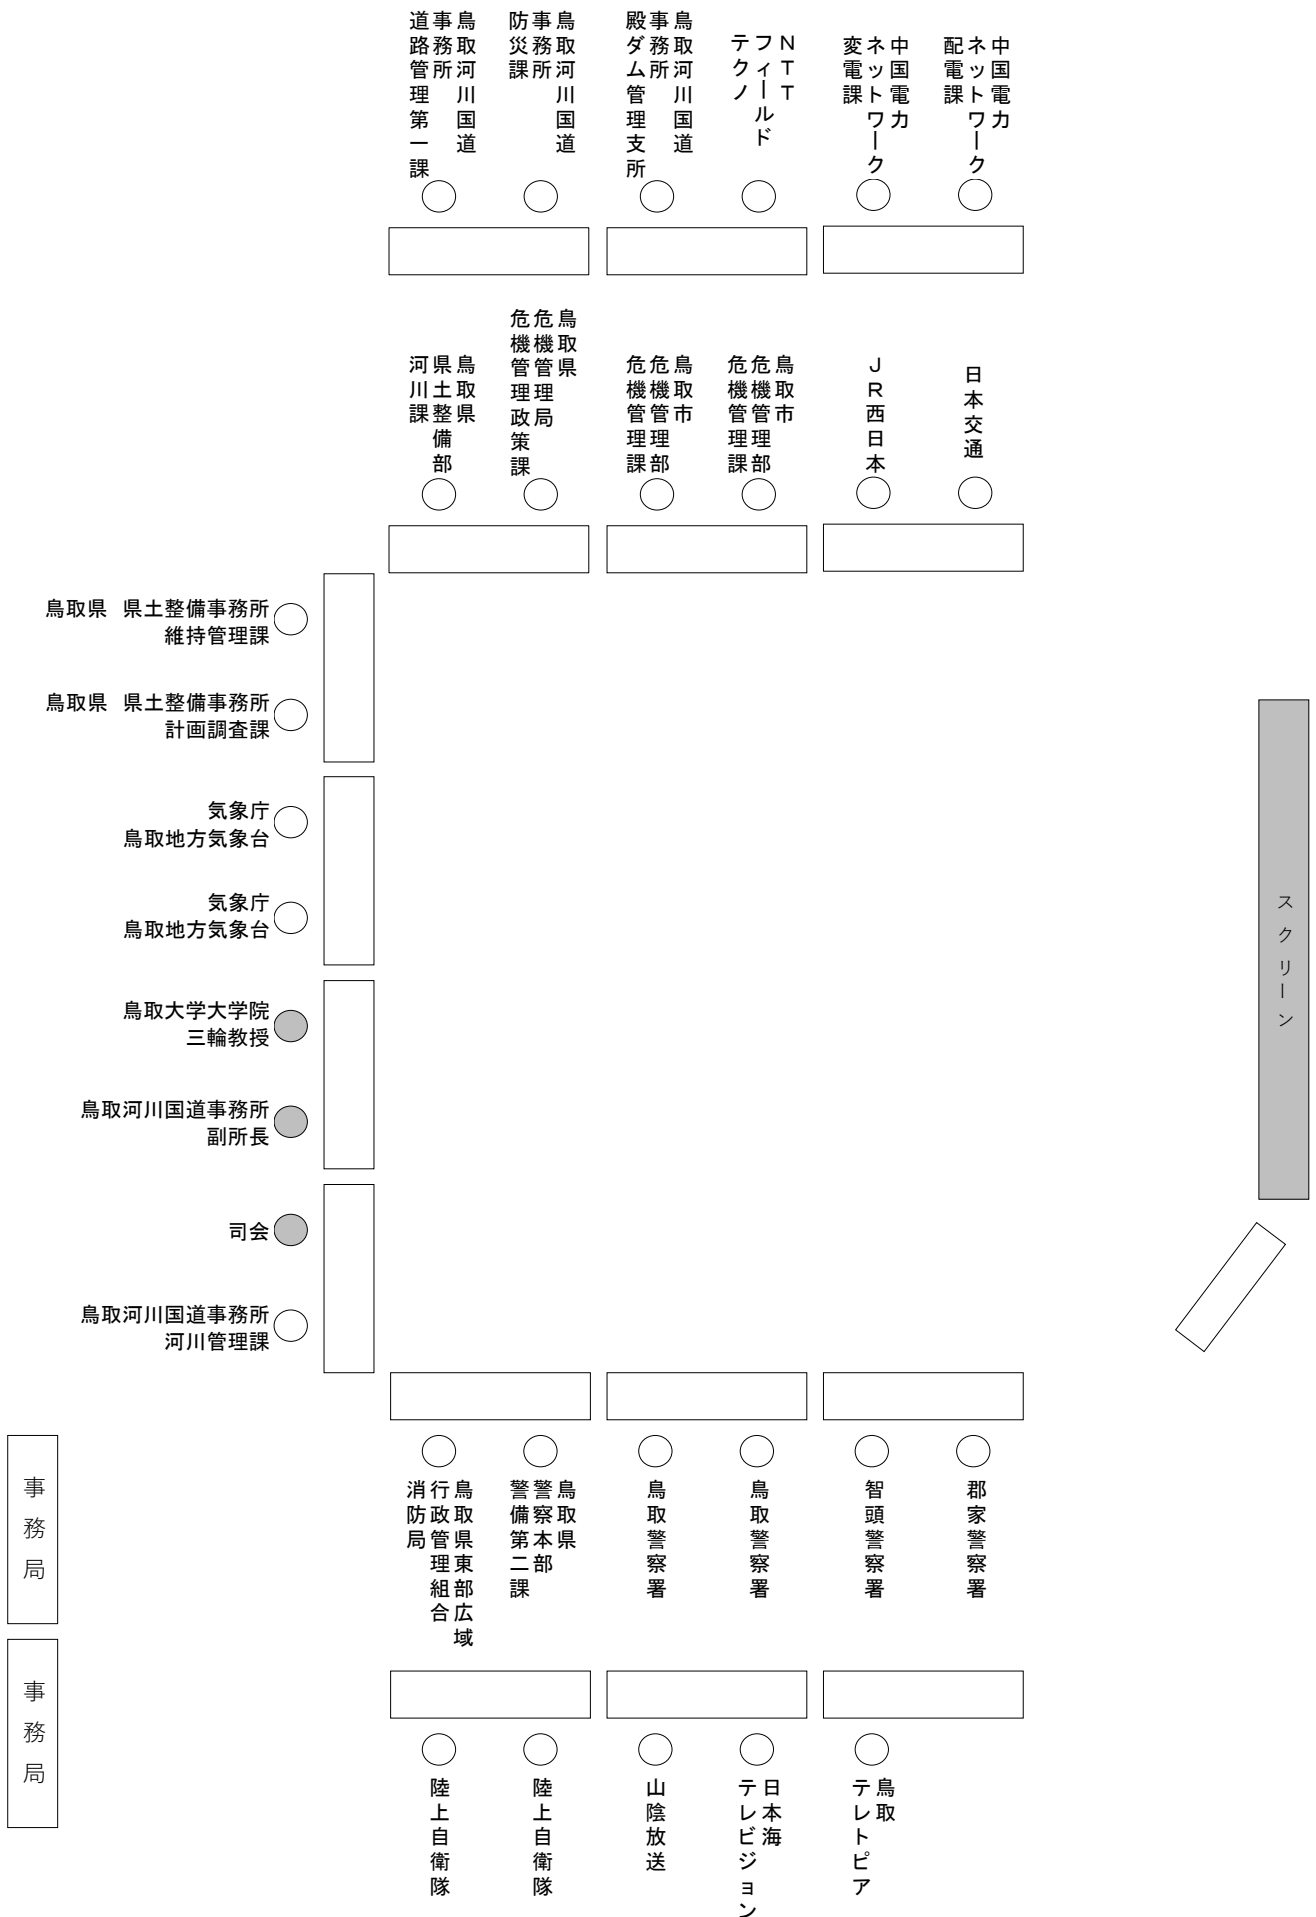 鳥取河川国道
事務所
道路管理第一課
鳥取河川国道
事務所
防災課
鳥取河川国道
事務所
殿ダム管理支所
ＮＴＴ
フィールド
テクノ
中国電力
ネットワーク
変電課
中国電力
ネットワーク
配電課
鳥取県
県土整備部
河川課
鳥取県
危機管理局
危機管理政策課
鳥取市
危機管理部
危機管理課
鳥取市
危機管理部
危機管理課
ＪＲ西日本
日本交通
鳥取県 県土整備事務所
維持管理課
鳥取県 県土整備事務所
計画調査課
気象庁
鳥取地方気象台
気象庁
鳥取地方気象台
鳥取大学大学院
三輪教授
鳥取河川国道事務所
副所長
司会
鳥取河川国道事務所
河川管理課
スクリーン
事務局
事務局
鳥取県東部広域
行政管理組合
消防局
鳥取県
警察本部
警備第二課
鳥取警察署
鳥取警察署
智頭警察署
郡家警察署
陸上自衛隊
陸上自衛隊
山陰放送
日本海
テレビジョン
鳥取
テレトピア